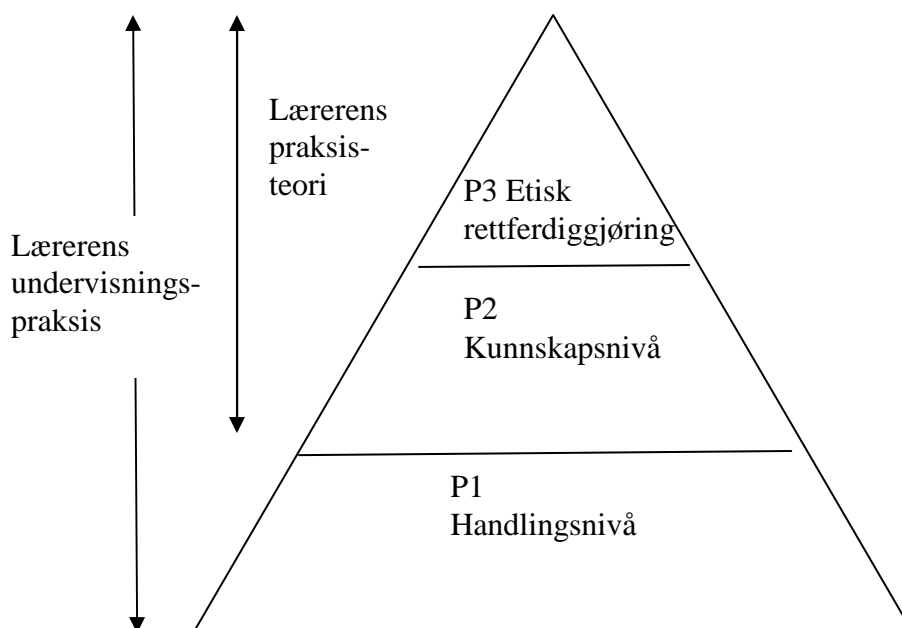 Lærerens
praksis-
teori
Lærerens
undervisnings-
praksis
P3 Etisk
rettferdiggjøring
P2
Kunnskapsnivå
P1
Handlingsnivå